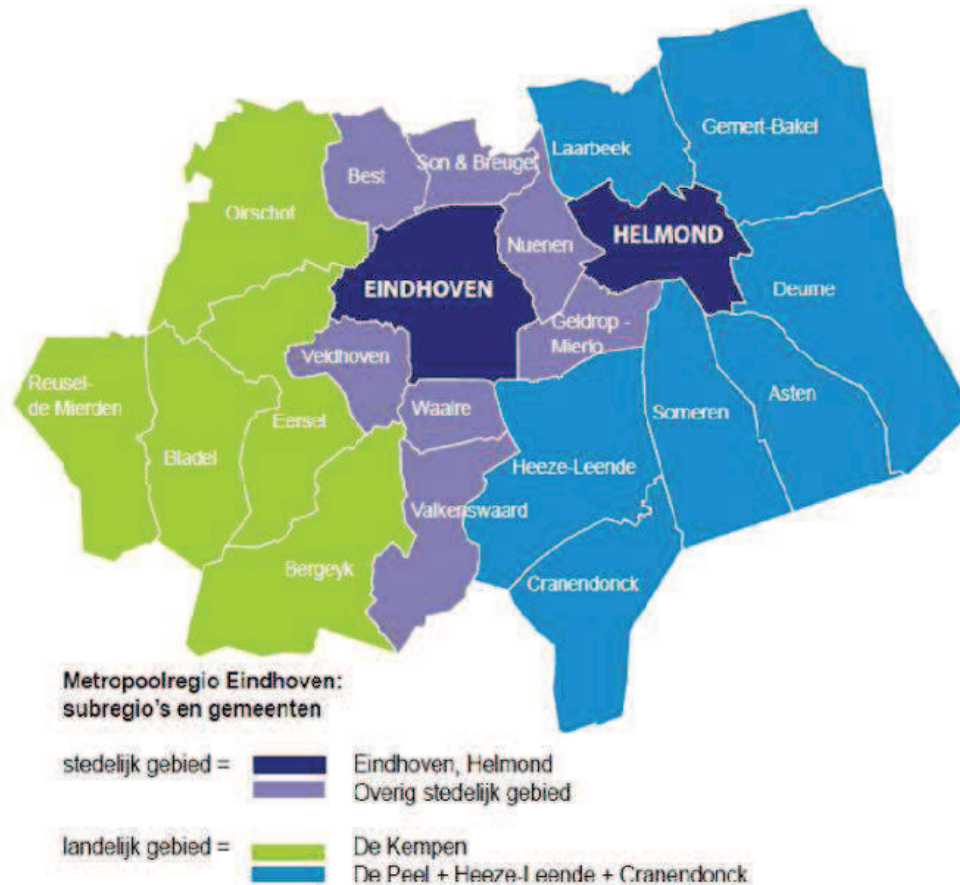 Gemert-Bakel
Laarbeek
Son & Breugel
Best
Oirschot
HELMOND
Nuenen
EINDHOVEN
Deurne
Geldrop -
Mierlo
Veldhoven
Reusel-
de Mierden
Asten
Waalre
Someren
Eersel
Bladel
Heeze-Leende
Valkenswaard
Bergeyk
Cranendonck
Metropoolregio Eindhoven:
subregio's en gemeenten
stedelijk gebied = Eindhoven, Helmond
Overig stedelijk gebied
landelijk gebied = De Kempen
De Peel + Heeze-Leende + Cranendonck